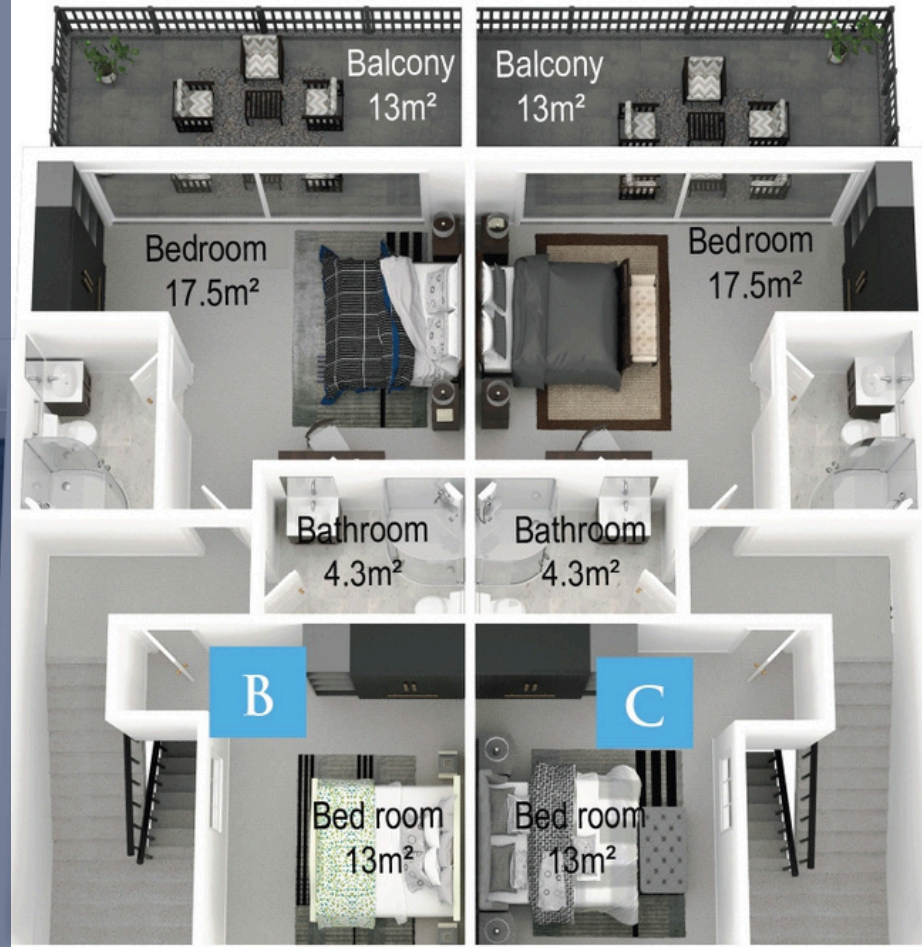 Balcony
13m²
Balcony
13m²
Bedroom
17.5m²
Bedroom
17.5m²
Bathroom
4.3m²
Bathroom
4.3m²
B
C
Bed room
13m²
Bed room
13m²